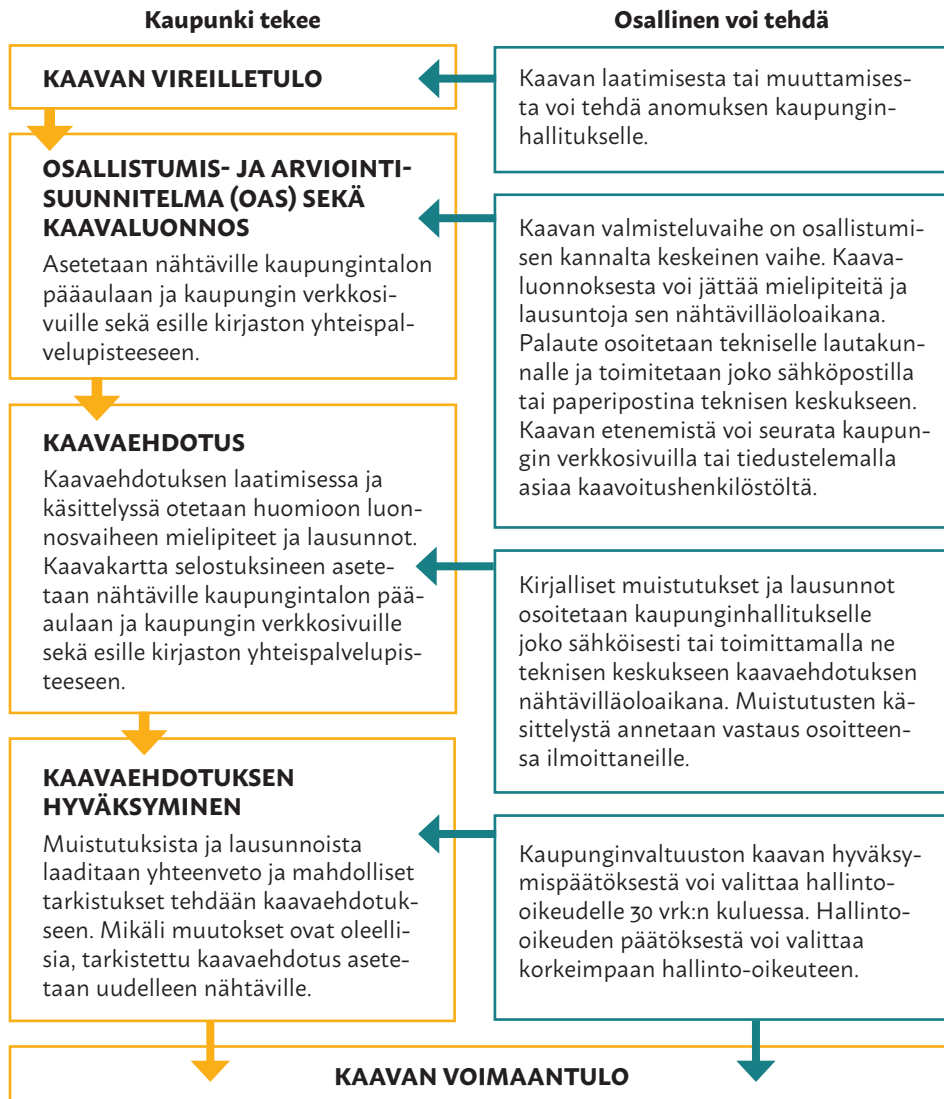 Kaupunki tekee
Osallinen voi tehdä
KAAVAN VIREILLETULO
Kaavan laatimisesta tai muuttamises-
ta voi tehdä anomuksen kaupungin-
hallitukselle.
OSALLISTUMIS- JA ARVIOINTI-
SUUNNITELMA (OAS) SEKÄ
KAAVALUONNOS
Asetetaan nähtäville kaupungintalon
pääaulaan ja kaupungin verkkosi-
vuille sekä esille kirjaston yhteispal-
velupisteeseen.
Kaavan valmisteluvaihe on osallistumi-
sen kannalta keskeinen vaihe. Kaava-
luonnoksesta voi jättää mielipiteitä ja
lausuntoja sen nähtävilläoloaikana.
Palaute osoitetaan tekniselle lautakun-
nalle ja toimitetaan joko sähköpostilla
tai paperipostina teknisen keskukseen.
Kaavan etenemistä voi seurata kaupun-
gin verkkosivuilla tai tiedustelemalla
asiaa kaavoitushenkilöstöltä.
KAAVAEHDOTUS
Kaavaehdotuksen laatimisessa ja
käsittelyssä otetaan huomioon luon-
nosvaiheen mielipiteet ja lausunnot.
Kaavakartta selostuksineen asete-
taan nähtäville kaupungintalon pää-
aulaan ja kaupungin verkkosivuille
sekä esille kirjaston yhteispalvelupis-
teeseen.
Kirjalliset muistutukset ja lausunnot
osoitetaan kaupunginhallitukselle
joko sähköisesti tai toimittamalla ne
teknisen keskukseen kaavaehdotuksen
nähtävilläoloaikana. Muistutusten kä-
sittelystä annetaan vastaus osoitteen-
sa ilmoittaneille.
KAAVAEHDOTUKSEN
HYVÄKSYMINEN
Muistutuksista ja lausunnoista
laaditaan yhteenveto ja mahdolliset
tarkistukset tehdään kaavaehdotuk-
seen. Mikäli muutokset ovat oleelli-
sia, tarkistettu kaavaehdotus asete-
taan uudelleen nähtäville.
Kaupunginvaltuuston kaavan hyväksy-
mispäätöksestä voi valittaa hallinto-
oikeudelle 30 vrk:n kuluessa. Hallinto-
oikeuden päätöksestä voi valittaa
korkeimpaan hallinto-oikeuteen.
KAAVAN VOIMAANTULO